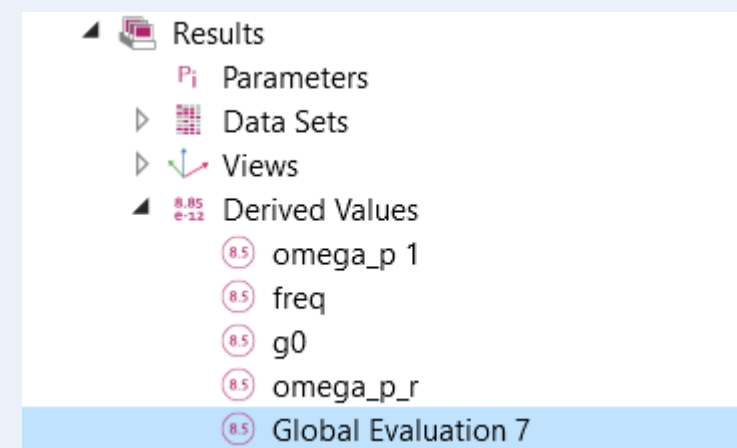 Results
Pi Parameters
Data Sets
Views
8.85 e-12 Derived Values
8.5 omega_p 1
8.5 freq
8.5 g0
8.5 omega_p_r
8.5 Global Evaluation 7